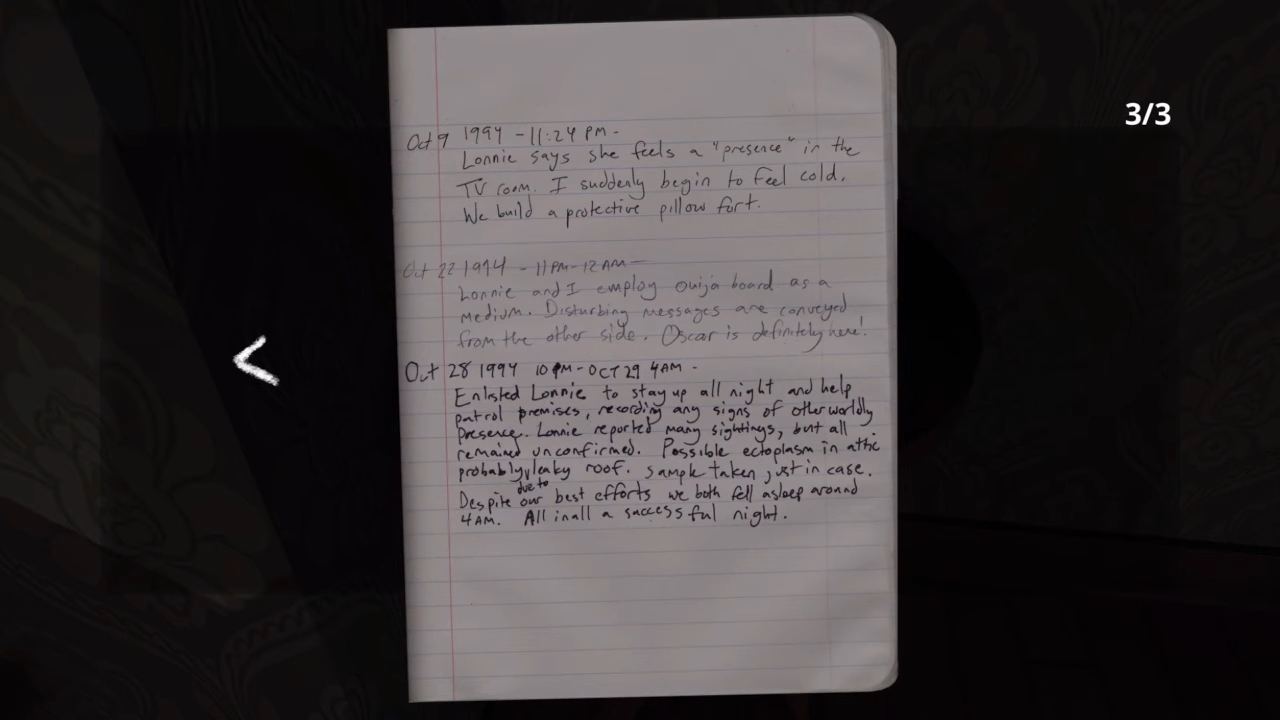 3/3
Oct 9 1994 - 11:24 PM -
Lonnie says she feels a "presence" in the
TV room. I suddenly begin to feel cold.
We build a protective pillow fort.
Oct 22 1994 - 11PM - 12AM -
Lonnie and I employ ouija board as a
medium. Disturbing messages are conveyed
from the other side. Oscar is definitely here!
Oct 28 1994 10PM - OCT 29 4AM -
Enlisted Lonnie to stay up all night and help
patrol premises, recording any signs of otherworldly
presence. Lonnie reported many sightings, but all
remained unconfirmed. Possible ectoplasm in attic
probably leaky roof. Sample taken just in case.
due to
Despite our best efforts we both fell asleep around
4AM. All in all a successful night.